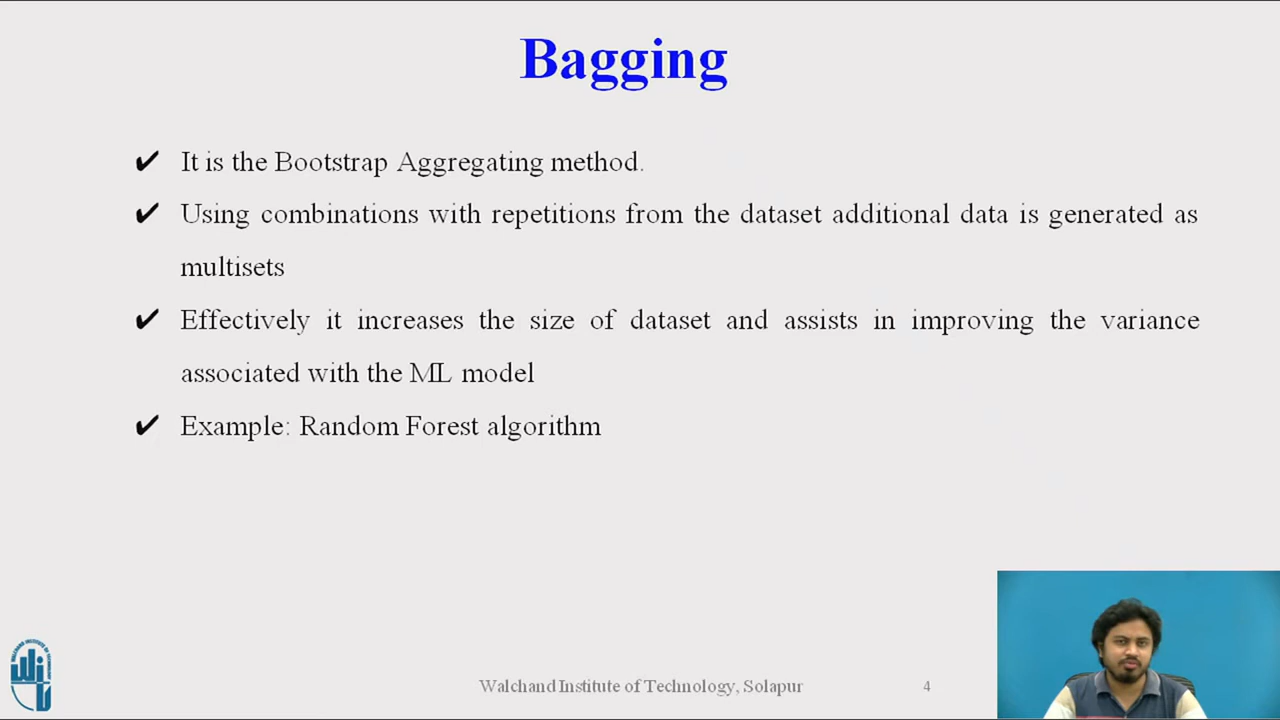 Bagging
✔ It is the Bootstrap Aggregating method.
✔ Using combinations with repetitions from the dataset additional data is generated as
multisets
✔ Effectively it increases the size of dataset and assists in improving the variance
associated with the ML model
✔ Example: Random Forest algorithm
Walchand Institute of Technology, Solapur
4